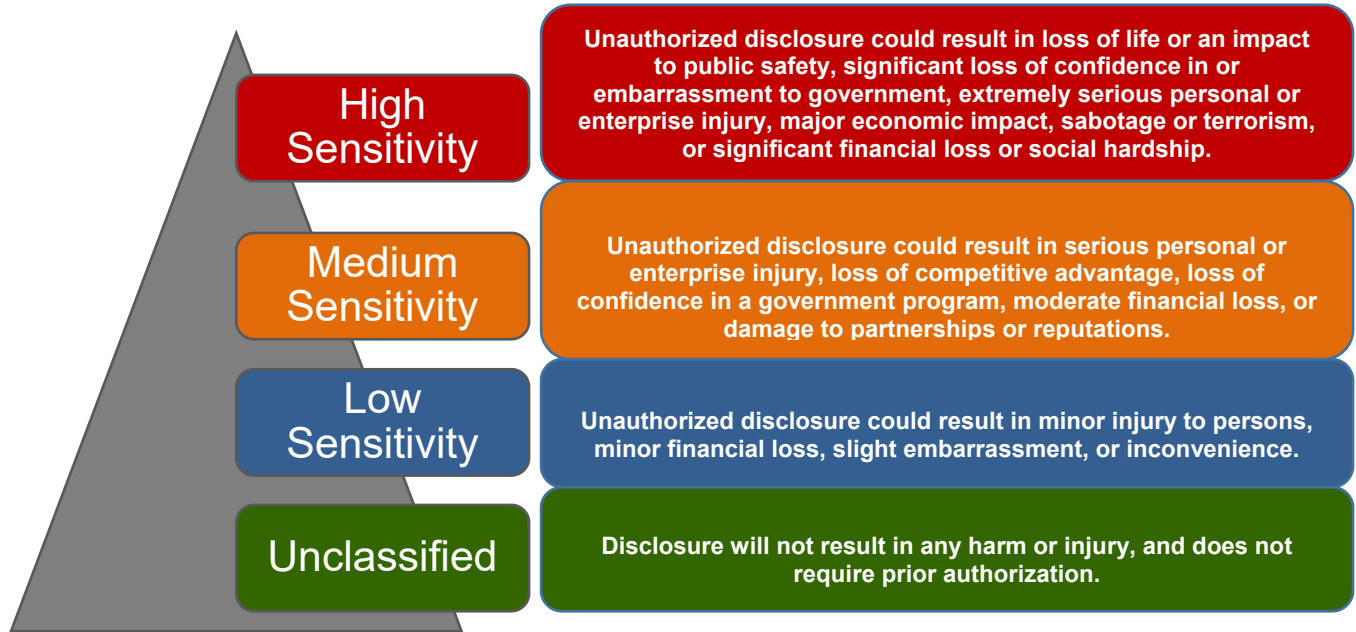 High
Sensitivity
Unauthorized disclosure could result in loss of life or an impact
to public safety, significant loss of confidence in or
embarrassment to government, extremely serious personal or
enterprise injury, major economic impact, sabotage or terrorism,
or significant financial loss or social hardship.
Medium
Sensitivity
Unauthorized disclosure could result in serious personal or
enterprise injury, loss of competitive advantage, loss of
confidence in a government program, moderate financial loss, or
damage to partnerships or reputations.
Low
Sensitivity
Unauthorized disclosure could result in minor injury to persons,
minor financial loss, slight embarrassment, or inconvenience.
Unclassified
Disclosure will not result in any harm or injury, and does not
require prior authorization.